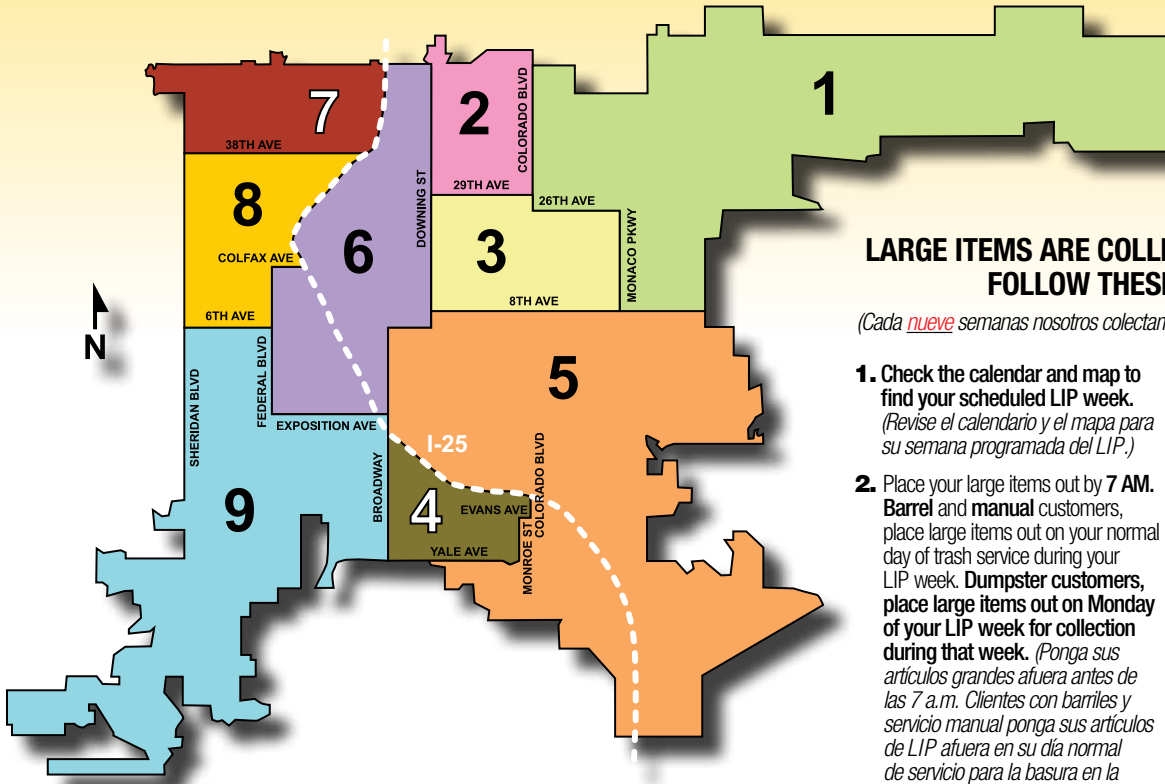 7
2
1
COLORADO BLVD
38TH AVE
29TH AVE
8
DOWNING ST
26TH AVE
6
3
MONACO PKWY
COLFAX AVE
8TH AVE
6TH AVE
N
SHERIDAN BLVD
FEDERAL BLVD
5
EXPOSITION AVE
I-25
BROADWAY
COLORADO BLVD
9
4
EVANS AVE
YALE AVE
MONROE ST
LARGE ITEMS ARE COLLE
FOLLOW THESE
(Cada nueve semanas nosotros colectan
1. Check the calendar and map to
find your scheduled LIP week.
(Revise el calendario y el mapa para
su semana programada del LIP.)
2. Place your large items out by 7 AM.
Barrel and manual customers,
place large items out on your normal
day of trash service during your
LIP week. Dumpster customers,
place large items out on Monday
of your LIP week for collection
during that week. (Ponga sus
artículos grandes afuera antes de
las 7 a.m. Clientes con barriles y
servicio manual ponga sus artículos
de LIP afuera en su día normal
de servicio para la basura en la